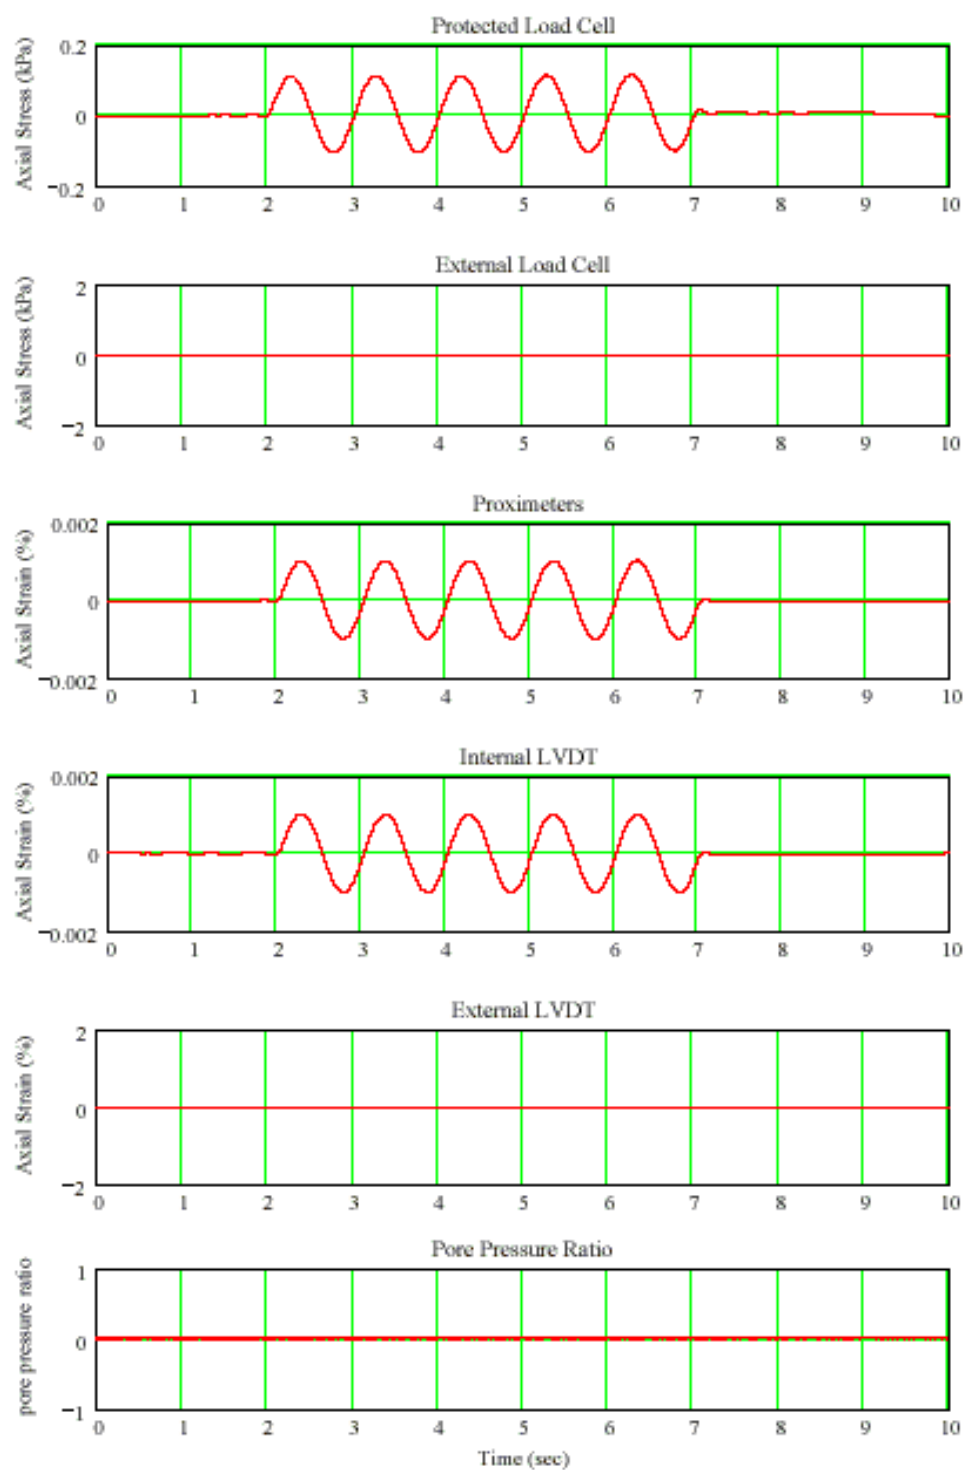 Protected Load Cell
Axial Stress (kPa)
0.2
0
−0.2
0 1 2 3 4 5 6 7 8 9 10
External Load Cell
Axial Stress (kPa)
2
0
−2
0 1 2 3 4 5 6 7 8 9 10
Proximeters
Axial Strain (%)
0.002
0
−0.002
0 1 2 3 4 5 6 7 8 9 10
Internal LVDT
Axial Strain (%)
0.002
0
−0.002
0 1 2 3 4 5 6 7 8 9 10
External LVDT
Axial Strain (%)
2
0
−2
0 1 2 3 4 5 6 7 8 9 10
Pore Pressure Ratio
pore pressure ratio
1
0
−1
0 1 2 3 4 5 6 7 8 9 10
Time (sec)